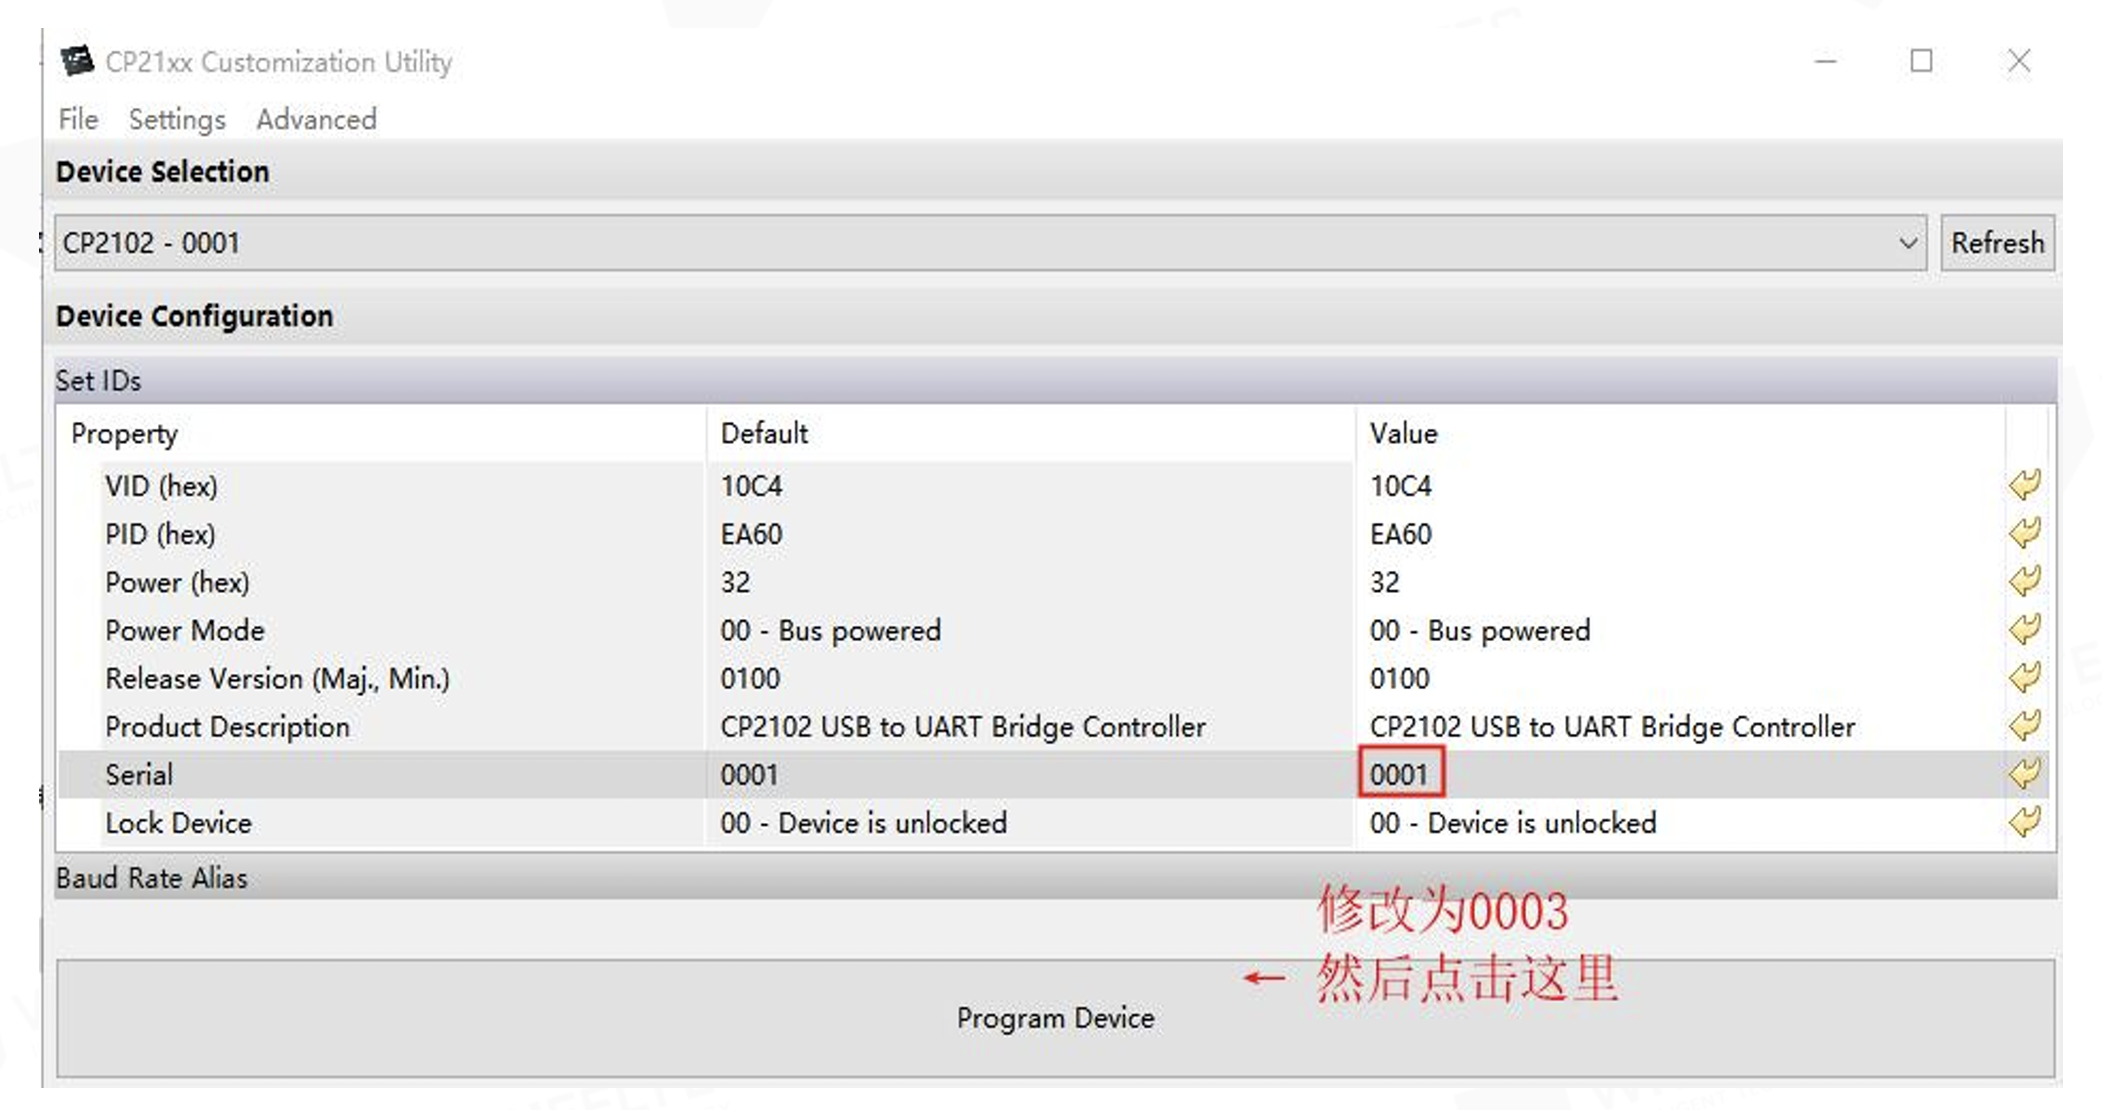 CP21xx Customization Utility
File Settings Advanced
Device Selection
CP2102 - 0001 Refresh
Device Configuration
Set IDs
Property Default Value
VID (hex) 10C4 10C4
PID (hex) EA60 EA60
Power (hex) 32 32
Power Mode 00 - Bus powered 00 - Bus powered
Release Version (Maj., Min.) 0100 0100
Product Description CP2102 USB to UART Bridge Controller CP2102 USB to UART Bridge Controller
Serial 0001 0001
Lock Device 00 - Device is unlocked 00 - Device is unlocked
Baud Rate Alias
修改为0003
← 然后点击这里
Program Device